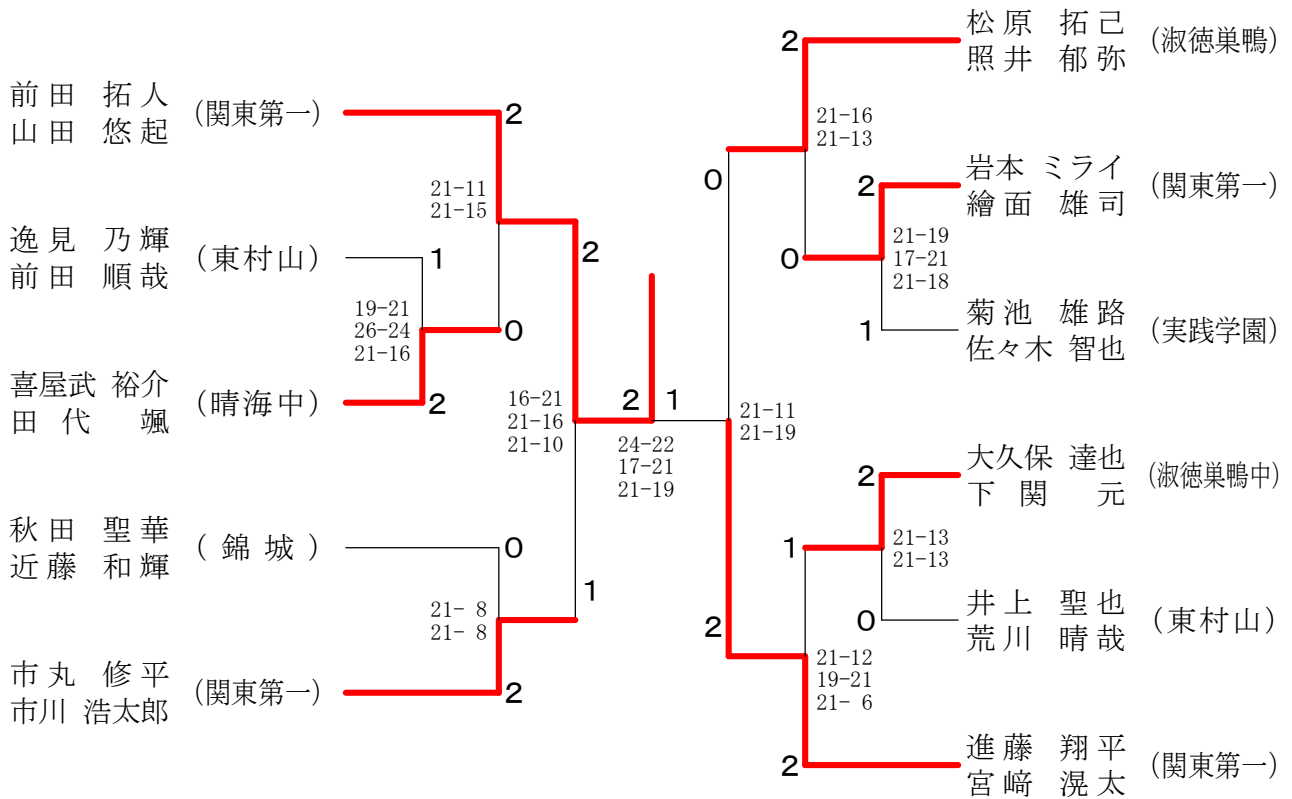 前田 拓人
山田 悠起
(関東第一)
2
21-11
21-15
逸見 乃輝
前田 順哉
(東村山)
1
19-21
26-24
21-16
0
喜屋武 裕介
田代 颯
(晴海中)
2
2
16-21
21-16
21-10
秋田 聖華
近藤 和輝
(錦城)
0
21- 8
21- 8
1
市丸 修平
市川 浩太郎
(関東第一)
2
2
1
24-22
17-21
21-19
松原 拓己
照井 郁弥
(淑徳巣鴨)
2
21-16
21-13
0
岩本 ミライ
繪面 雄司
(関東第一)
2
21-19
17-21
21-18
0
菊池 雄路
佐々木 智也
(実践学園)
1
21-11
21-19
大久保 達也
下関 元
(淑徳巣鴨中)
2
21-13
21-13
1
井上 聖也
荒川 晴哉
(東村山)
0
2
21-12
19-21
21- 6
進藤 翔平
宮﨑 滉太
(関東第一)
2